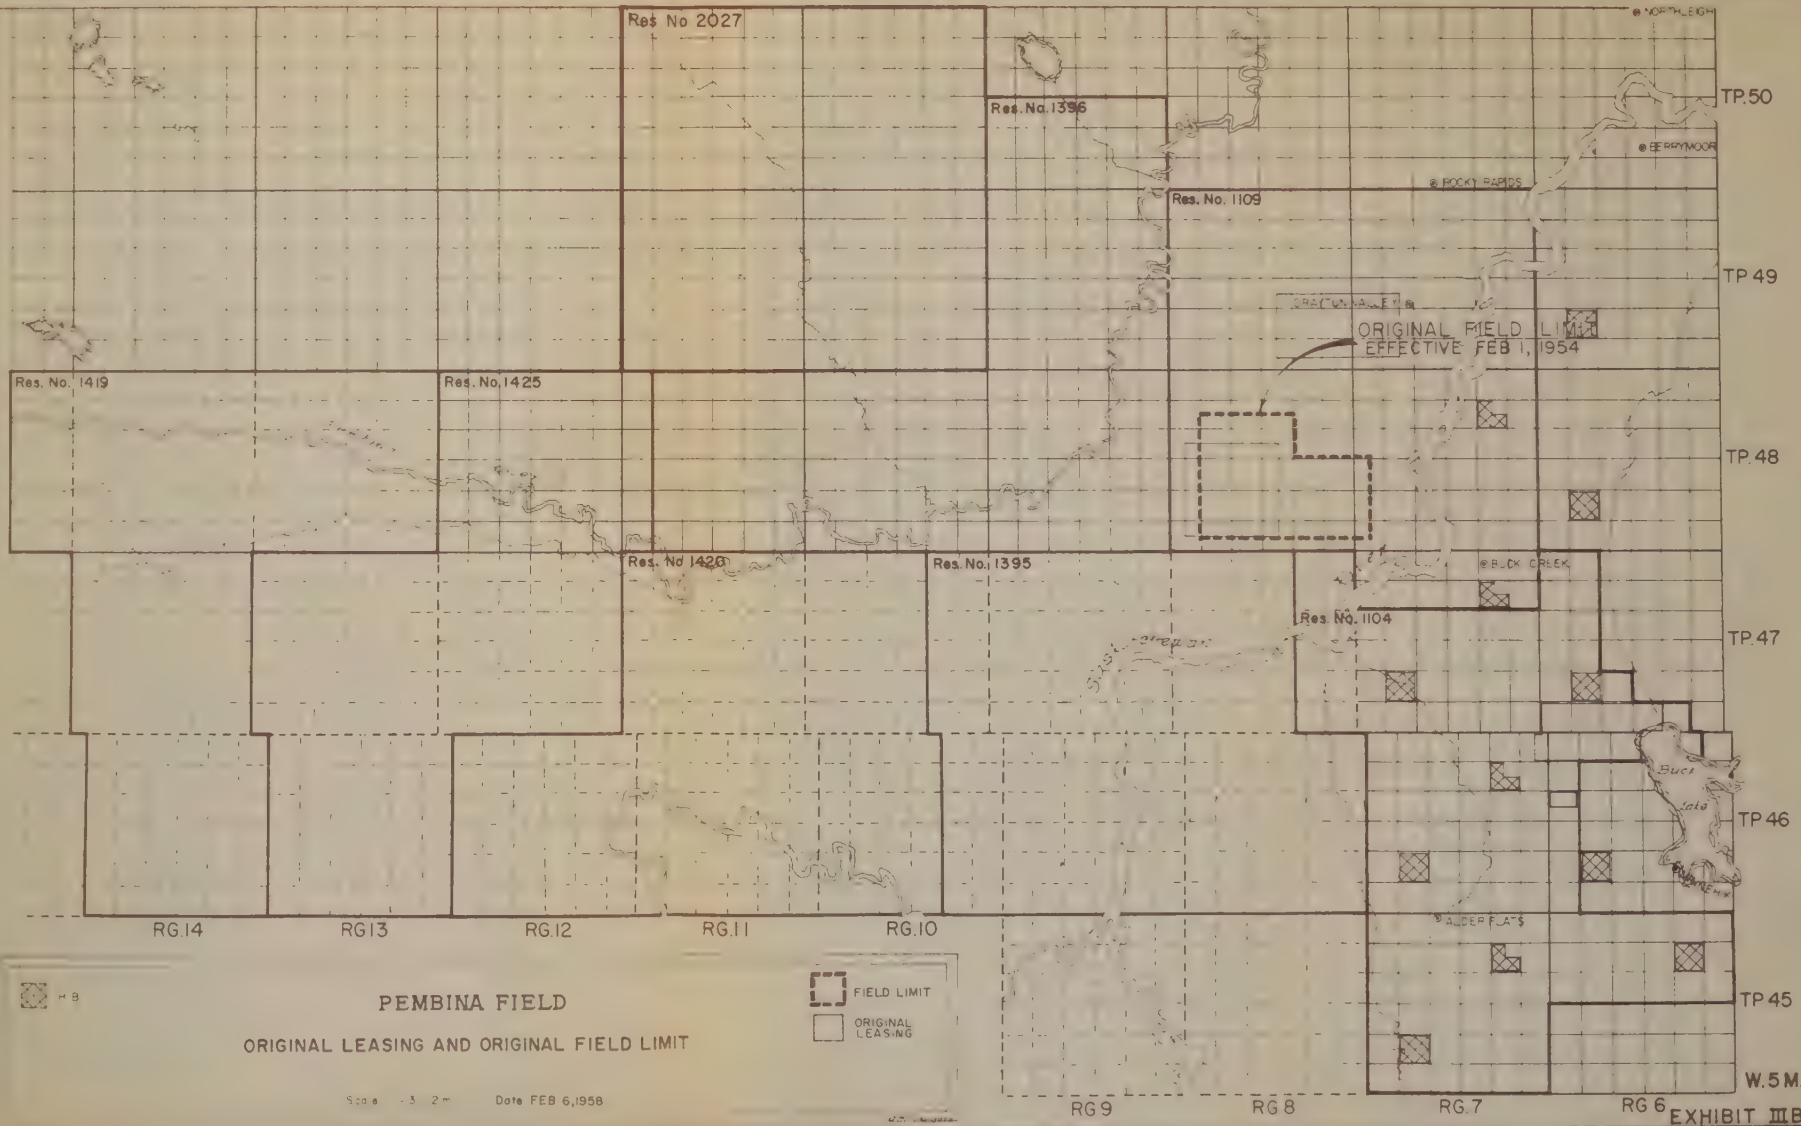 Res No 2027
NORTHLEIGH
TP.50
Res. No. 1396
BERRYMOOR
ROCKY RAPIDS
Res. No. 1109
TP 49
DRAYTON VALLEY
ORIGINAL FIELD LIMIT
EFFECTIVE FEB 1, 1954
Res. No. 1419
Res. No. 1425
TP.48
Res. No 1426
Res. No. 1395
BUCK CREEK
Res. No. 1104
TP.47
Buck
Lake
TP 46
ALDER FLATS
RG.14
RG13
RG.12
RG.11
RG.10
H B
PEMBINA FIELD
ORIGINAL LEASING AND ORIGINAL FIELD LIMIT
FIELD LIMIT
ORIGINAL
LEASING
TP 45
Scale
Date FEB 6, 1958
W.5 M.
RG 9
RG 8
RG.7
RG 6
EXHIBIT IIIB